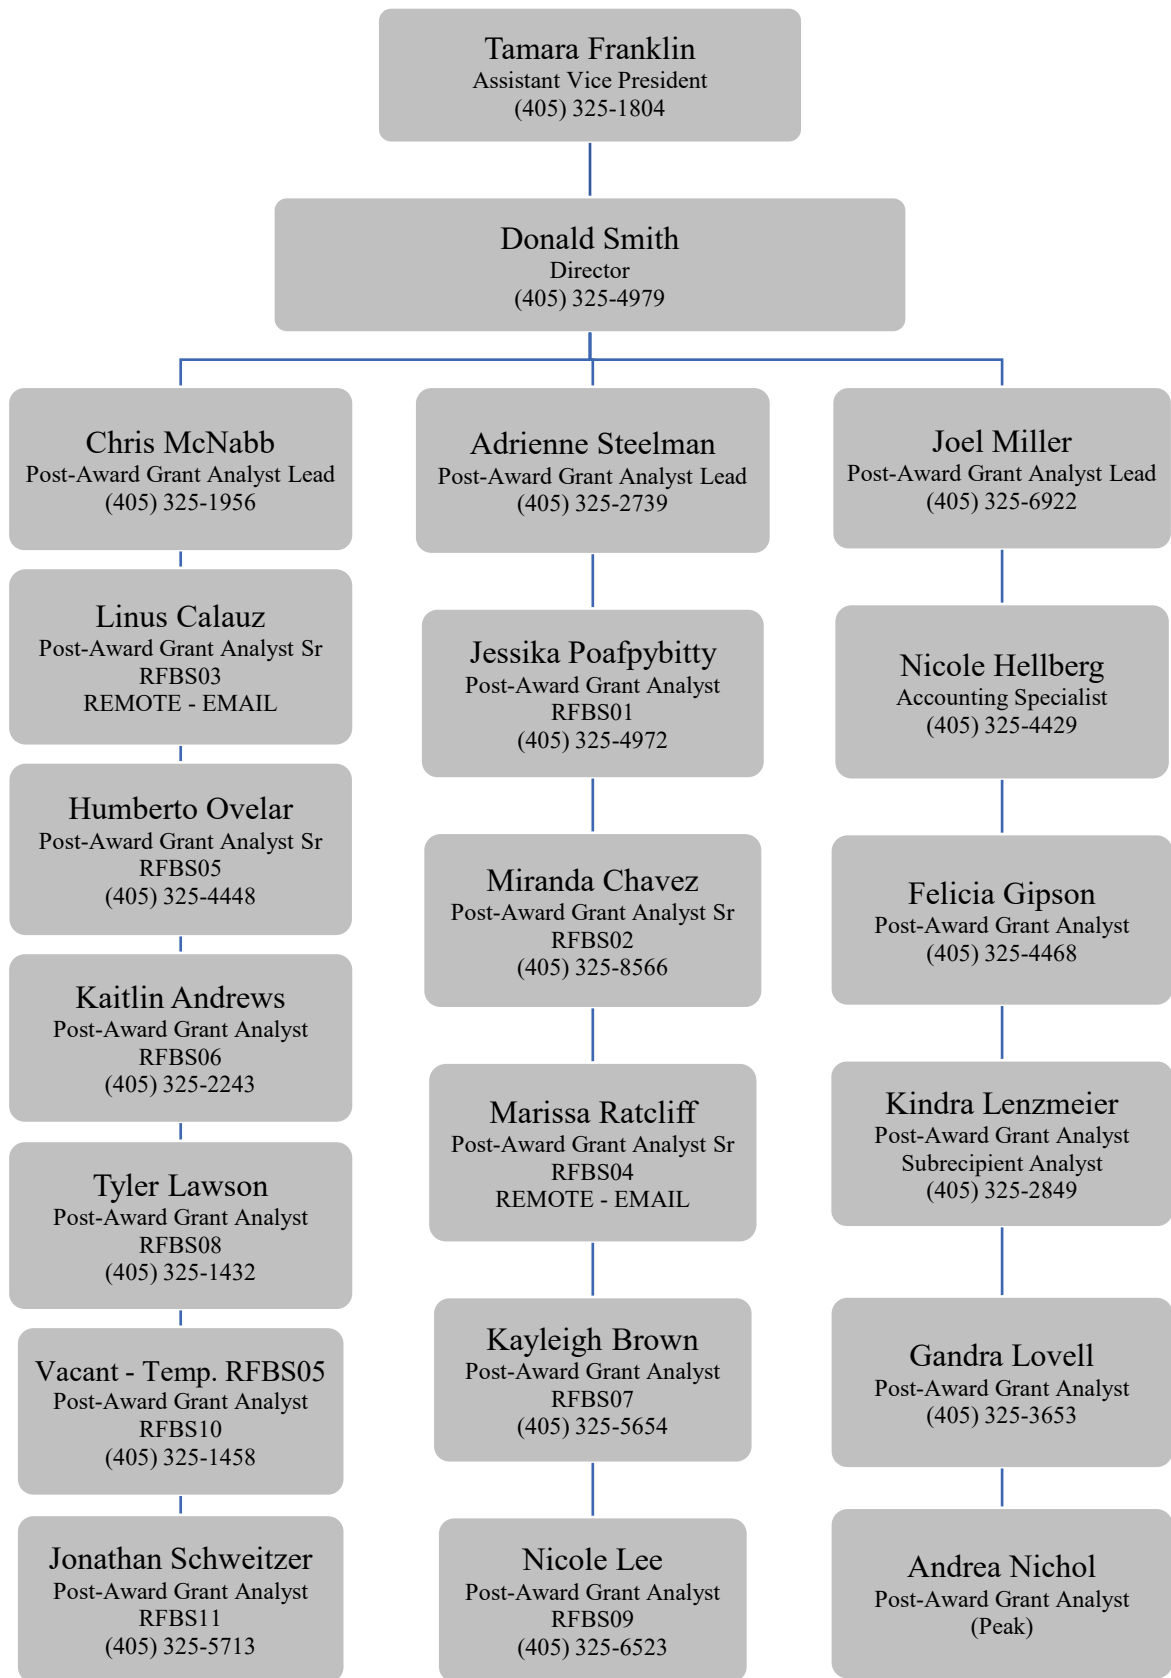 Tamara Franklin
Assistant Vice President
(405) 325-1804
Donald Smith
Director
(405) 325-4979
Chris McNabb
Post-Award Grant Analyst Lead
(405) 325-1956
Linus Calauz
Post-Award Grant Analyst Sr
RFBS03
REMOTE - EMAIL
Humberto Ovelar
Post-Award Grant Analyst Sr
RFBS05
(405) 325-4448
Kaitlin Andrews
Post-Award Grant Analyst
RFBS06
(405) 325-2243
Tyler Lawson
Post-Award Grant Analyst
RFBS08
(405) 325-1432
Vacant - Temp. RFBS05
Post-Award Grant Analyst
RFBS10
(405) 325-1458
Jonathan Schweitzer
Post-Award Grant Analyst
RFBS11
(405) 325-5713
Adrienne Steelman
Post-Award Grant Analyst Lead
(405) 325-2739
Jessika Poafpybitty
Post-Award Grant Analyst
RFBS01
(405) 325-4972
Miranda Chavez
Post-Award Grant Analyst Sr
RFBS02
(405) 325-8566
Marissa Ratcliff
Post-Award Grant Analyst Sr
RFBS04
REMOTE - EMAIL
Kayleigh Brown
Post-Award Grant Analyst
RFBS07
(405) 325-5654
Nicole Lee
Post-Award Grant Analyst
RFBS09
(405) 325-6523
Joel Miller
Post-Award Grant Analyst Lead
(405) 325-6922
Nicole Hellberg
Accounting Specialist
(405) 325-4429
Felicia Gipson
Post-Award Grant Analyst
(405) 325-4468
Kindra Lenzmeier
Post-Award Grant Analyst
Subrecipient Analyst
(405) 325-2849
Gandra Lovell
Post-Award Grant Analyst
(405) 325-3653
Andrea Nichol
Post-Award Grant Analyst
(Peak)